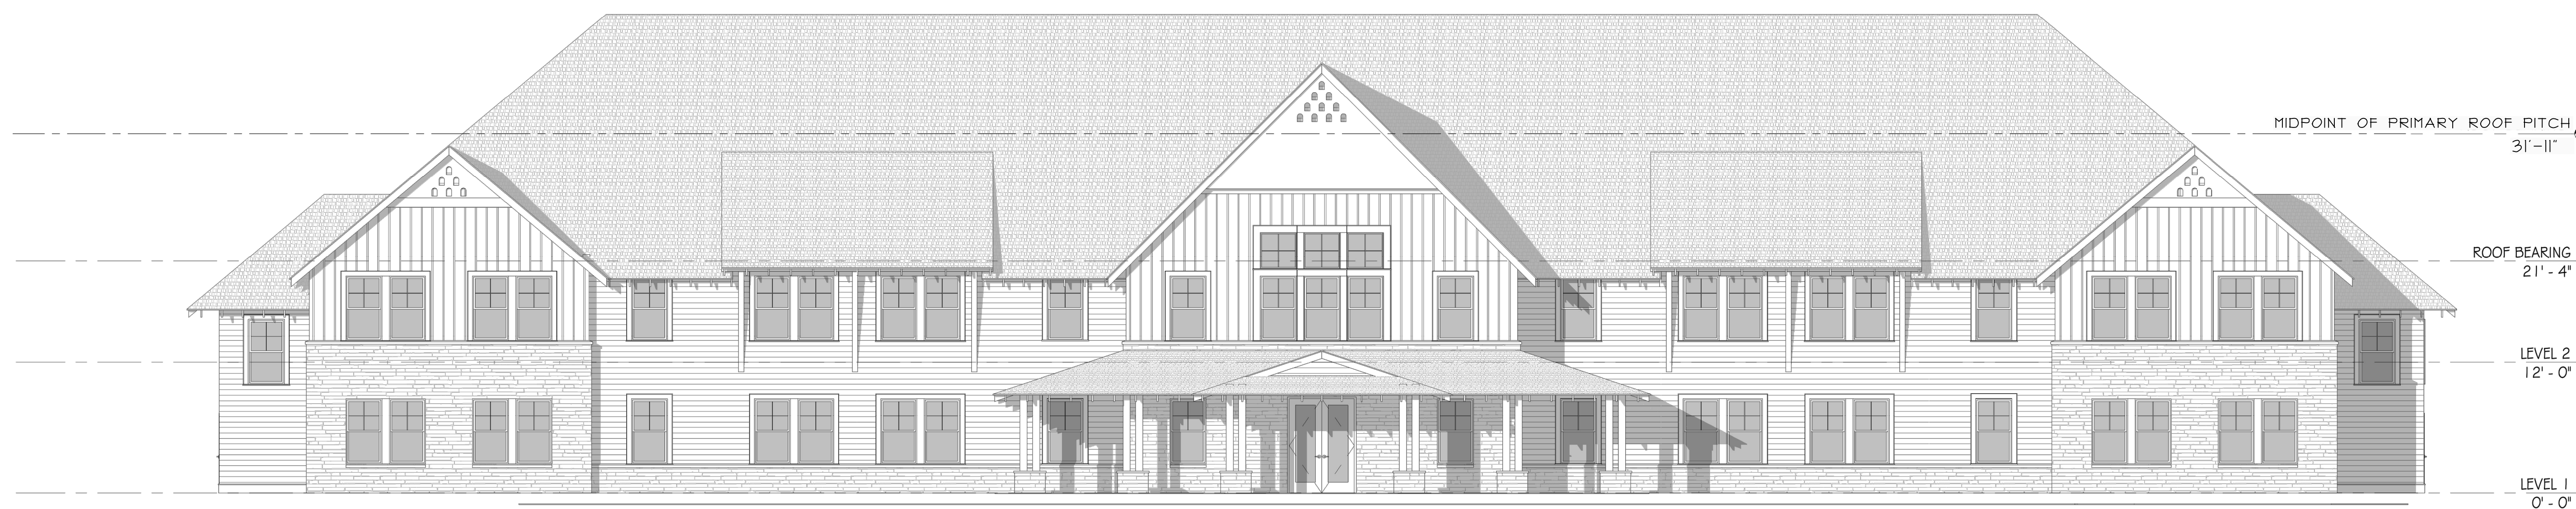 MIDPOINT OF PRIMARY ROOF PITCH
31'-11"
ROOF BEARING
21' - 4"
LEVEL 2
12' - 0"
LEVEL 1
0' - 0"